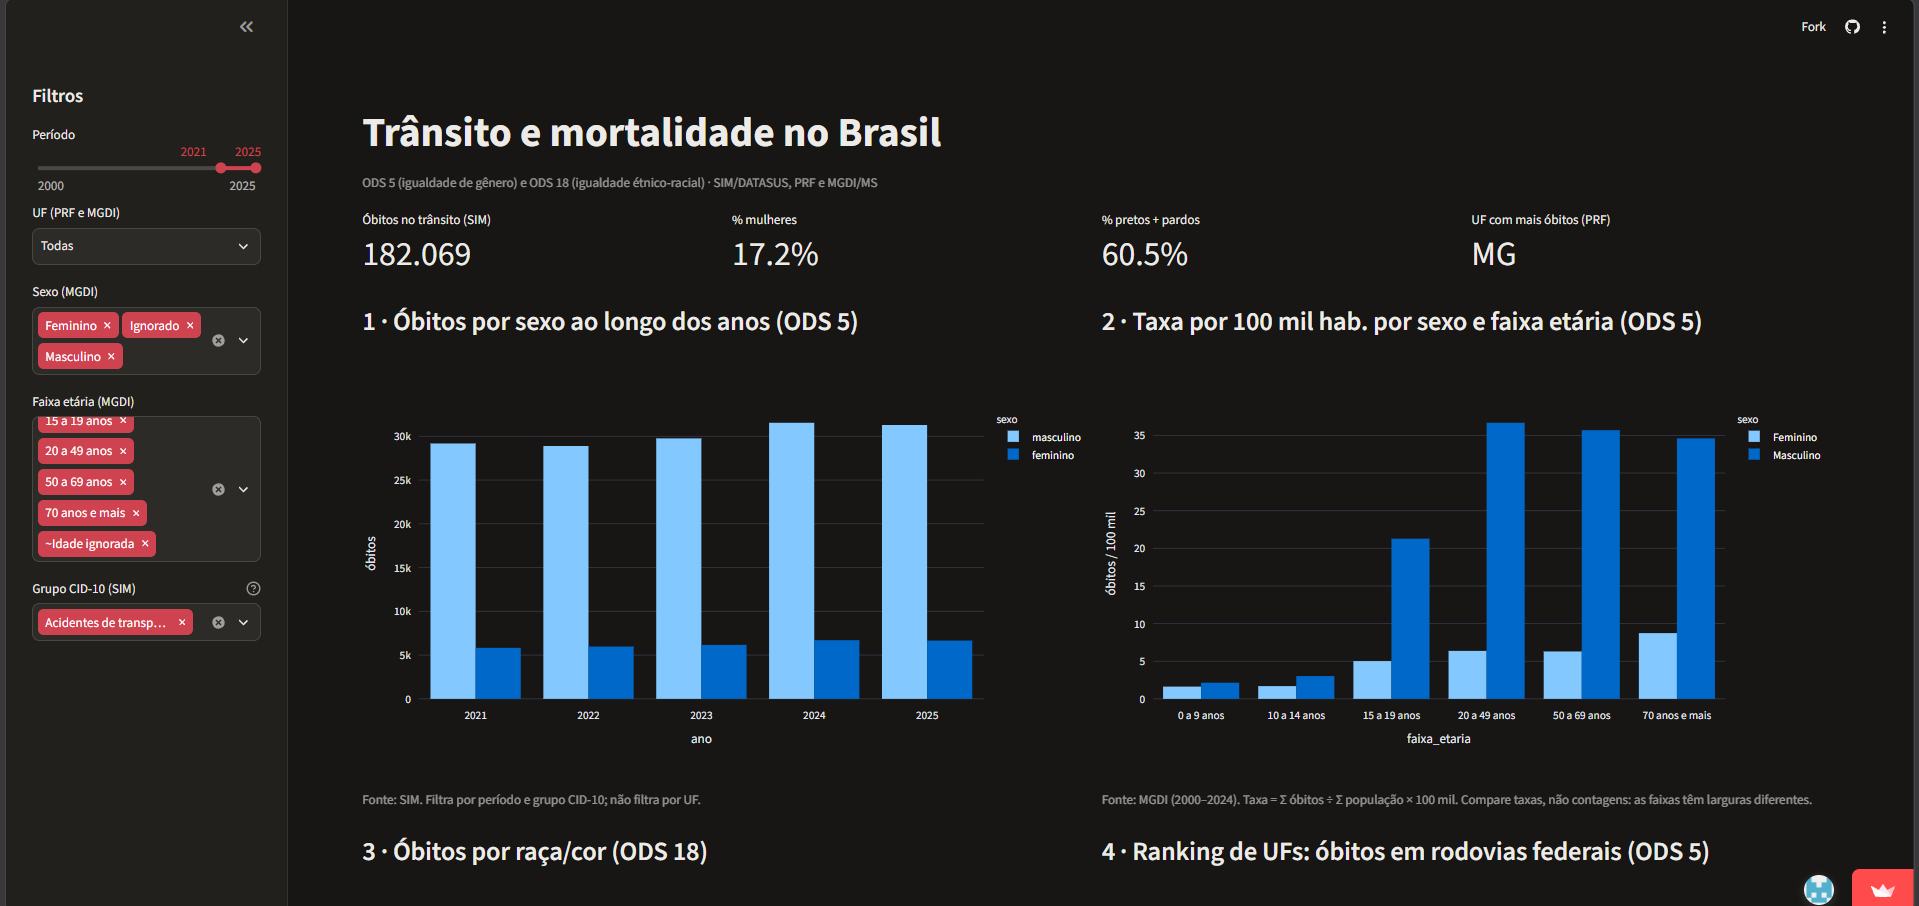 Fork
Filtros
Período
2021 2025
2000 2025
UF (PRF e MGDI)
Todas
Sexo (MGDI)
Feminino × Ignorado ×
Masculino ×
Faixa etária (MGDI)
15 a 19 anos ×
20 a 49 anos ×
50 a 69 anos ×
70 anos e mais ×
~Idade ignorada ×
Grupo CID-10 (SIM)
Acidentes de transp... ×
Trânsito e mortalidade no Brasil
ODS 5 (igualdade de gênero) e ODS 18 (igualdade étnico-racial) · SIM/DATASUS, PRF e MGDI/MS
Óbitos no trânsito (SIM)
182.069
% mulheres
17.2%
% pretos + pardos
60.5%
UF com mais óbitos (PRF)
MG
1 · Óbitos por sexo ao longo dos anos (ODS 5)
sexo
masculino
feminino
30k
25k
20k
15k
10k
5k
0
óbitos
2021 2022 2023 2024 2025
ano
Fonte: SIM. Filtra por período e grupo CID-10; não filtra por UF.
2 · Taxa por 100 mil hab. por sexo e faixa etária (ODS 5)
sexo
Feminino
Masculino
35
30
25
20
15
10
5
0
óbitos / 100 mil
0 a 9 anos 10 a 14 anos 15 a 19 anos 20 a 49 anos 50 a 69 anos 70 anos e mais
faixa_etaria
Fonte: MGDI (2000–2024). Taxa = Σ óbitos ÷ Σ população × 100 mil. Compare taxas, não contagens: as faixas têm larguras diferentes.
3 · Óbitos por raça/cor (ODS 18)
4 · Ranking de UFs: óbitos em rodovias federais (ODS 5)